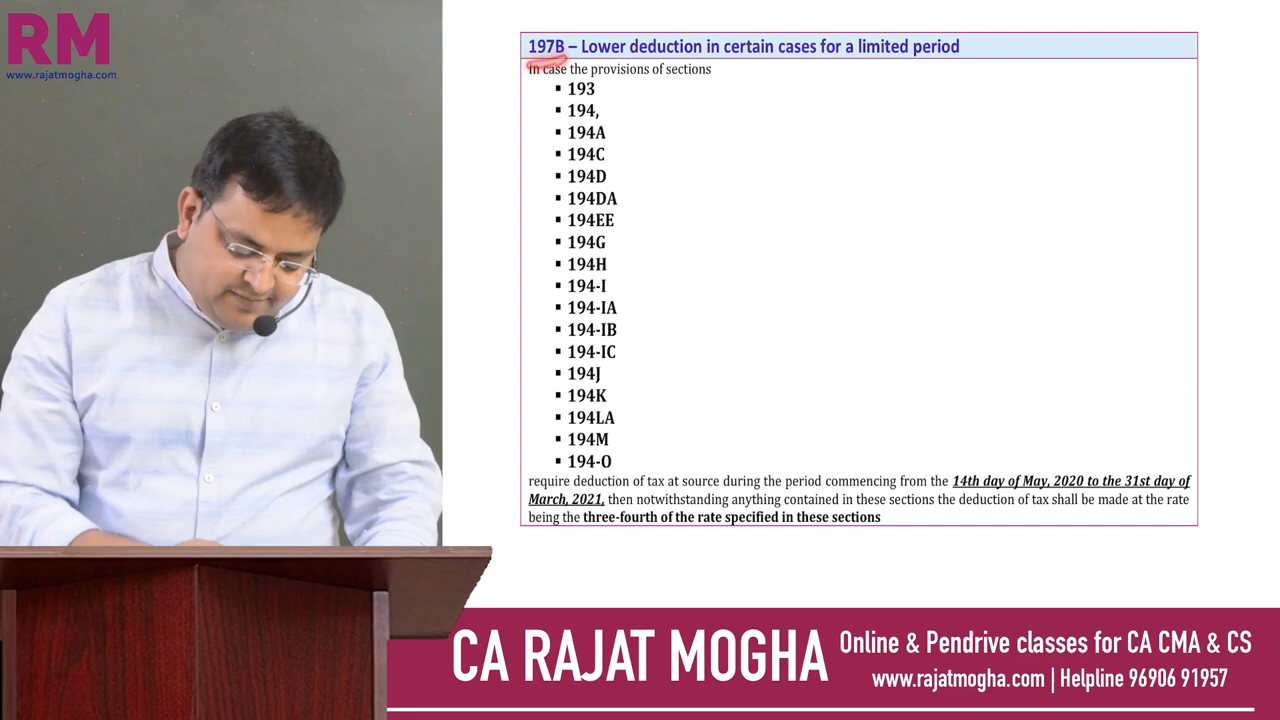 RM
www.rajatmogha.com
197B – Lower deduction in certain cases for a limited period
in case the provisions of sections
▪ 193
▪ 194,
▪ 194A
▪ 194C
▪ 194D
▪ 194DA
▪ 194EE
▪ 194G
▪ 194H
▪ 194-I
▪ 194-IA
▪ 194-IB
▪ 194-IC
▪ 194J
▪ 194K
▪ 194LA
▪ 194M
▪ 194-O
require deduction of tax at source during the period commencing from the 14th day of May, 2020 to the 31st day of
March, 2021, then notwithstanding anything contained in these sections the deduction of tax shall be made at the rate
being the three-fourth of the rate specified in these sections
CA RAJAT MOGHA
Online & Pendrive classes for CA CMA & CS
www.rajatmogha.com | Helpline 96906 91957